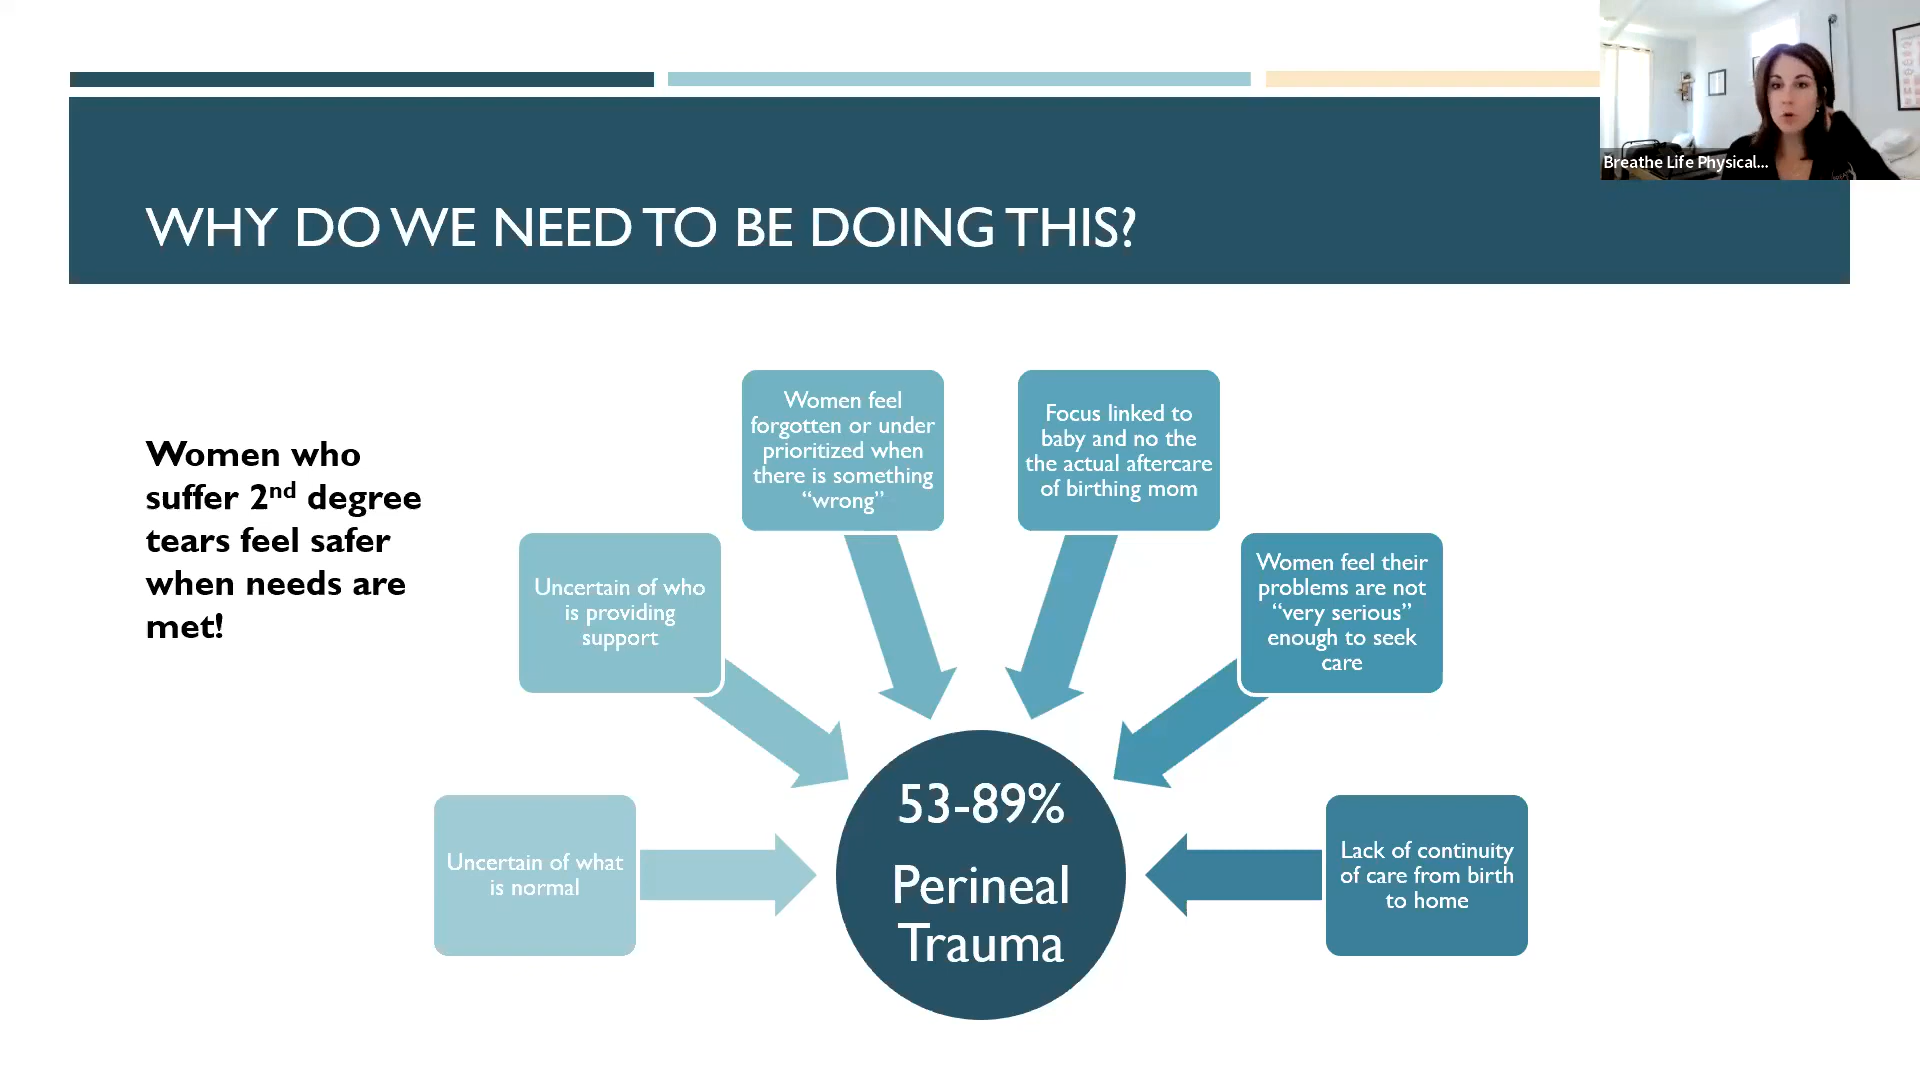 Breathe Life Physical...
WHY DO WE NEED TO BE DOING THIS?
Women who
suffer 2nd degree
tears feel safer
when needs are
met!
Uncertain of what
is normal
Uncertain of who
is providing
support
Women feel
forgotten or under
prioritized when
there is something
“wrong”
Focus linked to
baby and no the
the actual aftercare
of birthing mom
Women feel their
problems are not
“very serious”
enough to seek
care
Lack of continuity
of care from birth
to home
53-89%
Perineal
Trauma